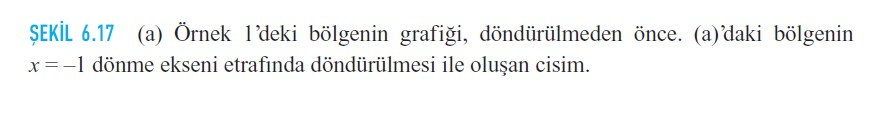 ŞEKİL 6.17 (a) Örnek 1'deki bölgenin grafiği, döndürülmeden önce. (a)'daki bölgenin
x = −1 dönme ekseni etrafında döndürülmesi ile oluşan cisim.